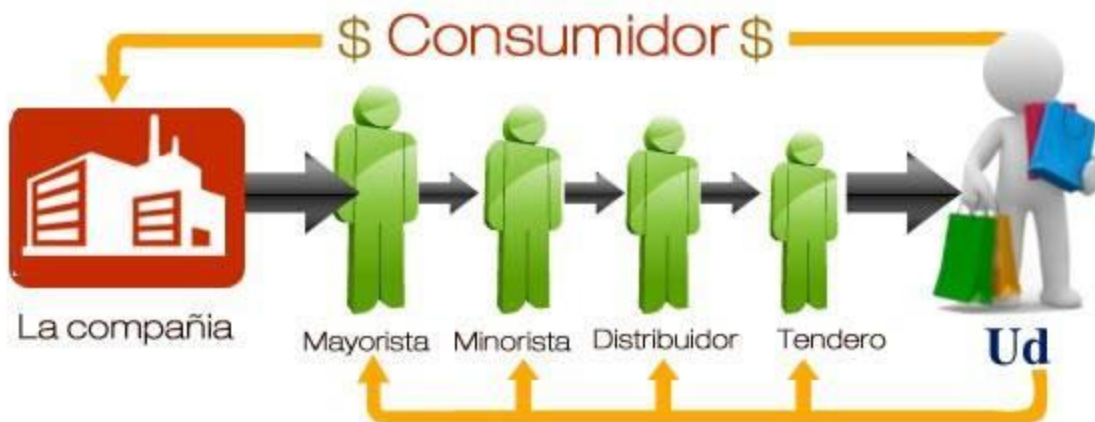 $ Consumidor $
La compañia
Mayorista
Minorista
Distribuidor
Tendero
Ud